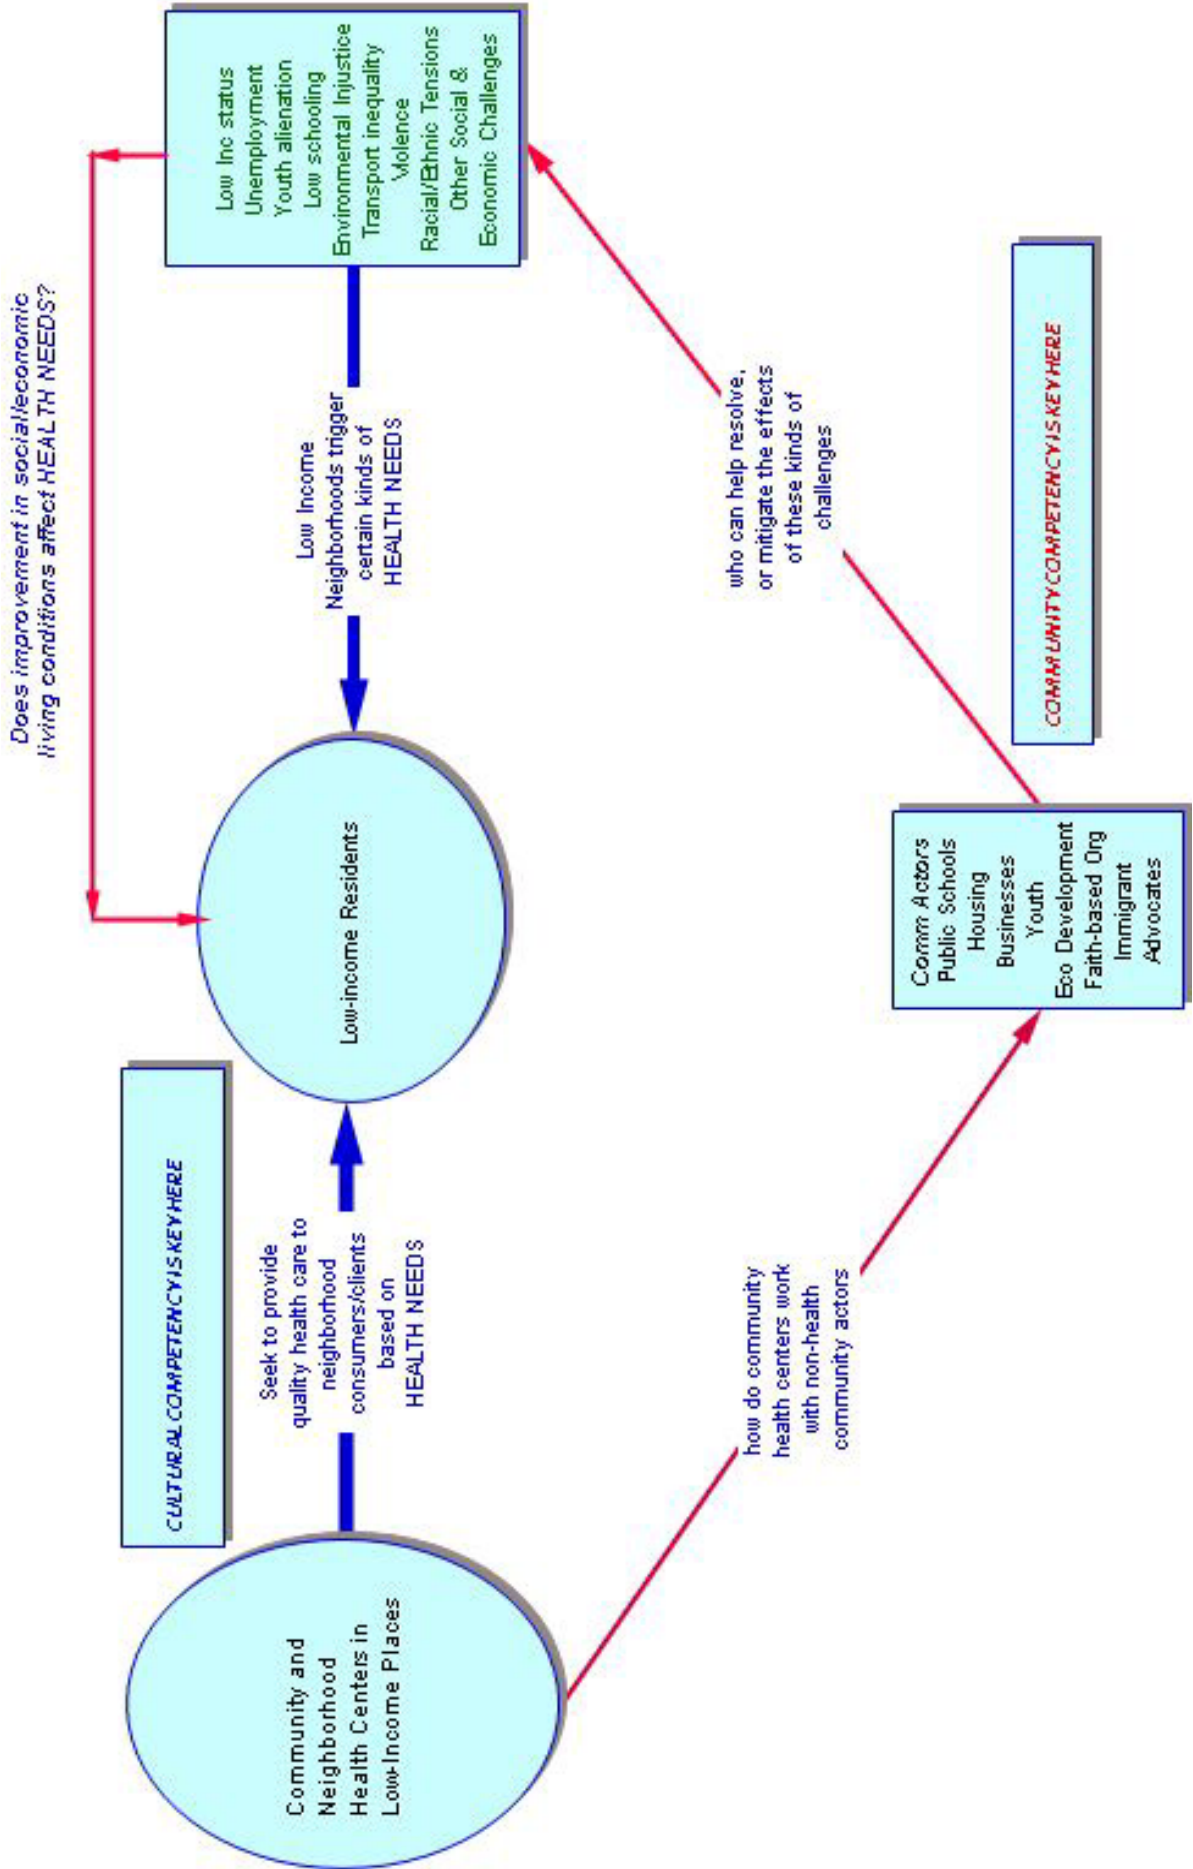 Does improvement in social/economic
living conditions affect HEALTH NEEDS?
CULTURAL COMPETENCY IS KEY HERE
Community and
Neighborhood
Health Centers in
Low-Income Places
Seek to provide
quality health care to
neighborhood
consumers/clients
based on
HEALTH NEEDS
Low-income Residents
Low Income
Neighborhoods trigger
certain kinds of
HEALTH NEEDS
Low Inc status
Unemployment
Youth alienation
Low schooling
Environmental Injustice
Transport inequality
Violence
Racial/Ethnic Tensions
Other Social &
Economic Challenges
how do community
health centers work
with non-health
community actors
Comm Actors
Public Schools
Housing
Businesses
Youth
Eco Development
Faith-based Org
Immigrant
Advocates
who can help resolve,
or mitigate the effects
of these kinds of
challenges
COMMUNITY COMPETENCY IS KEY HERE